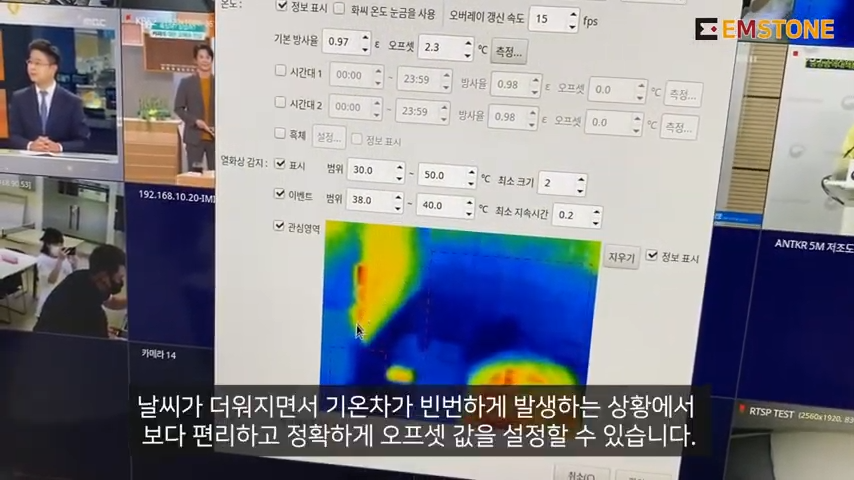 온도:
정보 표시
화씨 온도 눈금을 사용
오버레이 갱신 속도
15
fps
EMSTONE
MBC
KBS
기본 방사율
0.97
ε
오프셋
2.3
℃
측정...
시간대 1
00:00
~
23:59
방사율
0.98
ε
오프셋
0.0
℃
측정...
시간대 2
00:00
~
23:59
방사율
0.98
ε
오프셋
0.0
℃
측정...
흑체
설정...
정보 표시
열화상 감지:
표시
범위
30.0
~
50.0
℃
최소 크기
2
이벤트
범위
38.0
~
40.0
℃
최소 지속시간
0.2
관심영역
지우기
정보 표시
192.168.10.20-IMI
ANTKR 5M 저조도
카메라 14
날씨가 더워지면서 기온차가 빈번하게 발생하는 상황에서
보다 편리하고 정확하게 오프셋 값을 설정할 수 있습니다.
RTSP TEST (2560x1920, 83
취소(C)